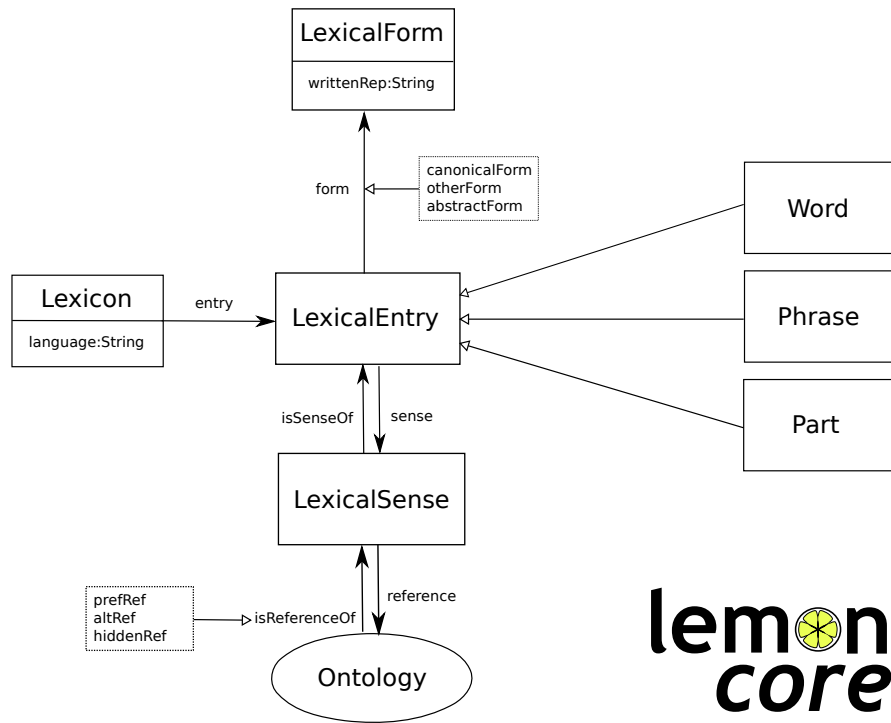 LexicalForm
writtenRep:String
form
canonicalForm
otherForm
abstractForm
Word
Lexicon
language:String
entry
LexicalEntry
Phrase
isSenseOf
sense
Part
LexicalSense
prefRef
altRef
hiddenRef
isReferenceOf
reference
Ontology
lemon
core